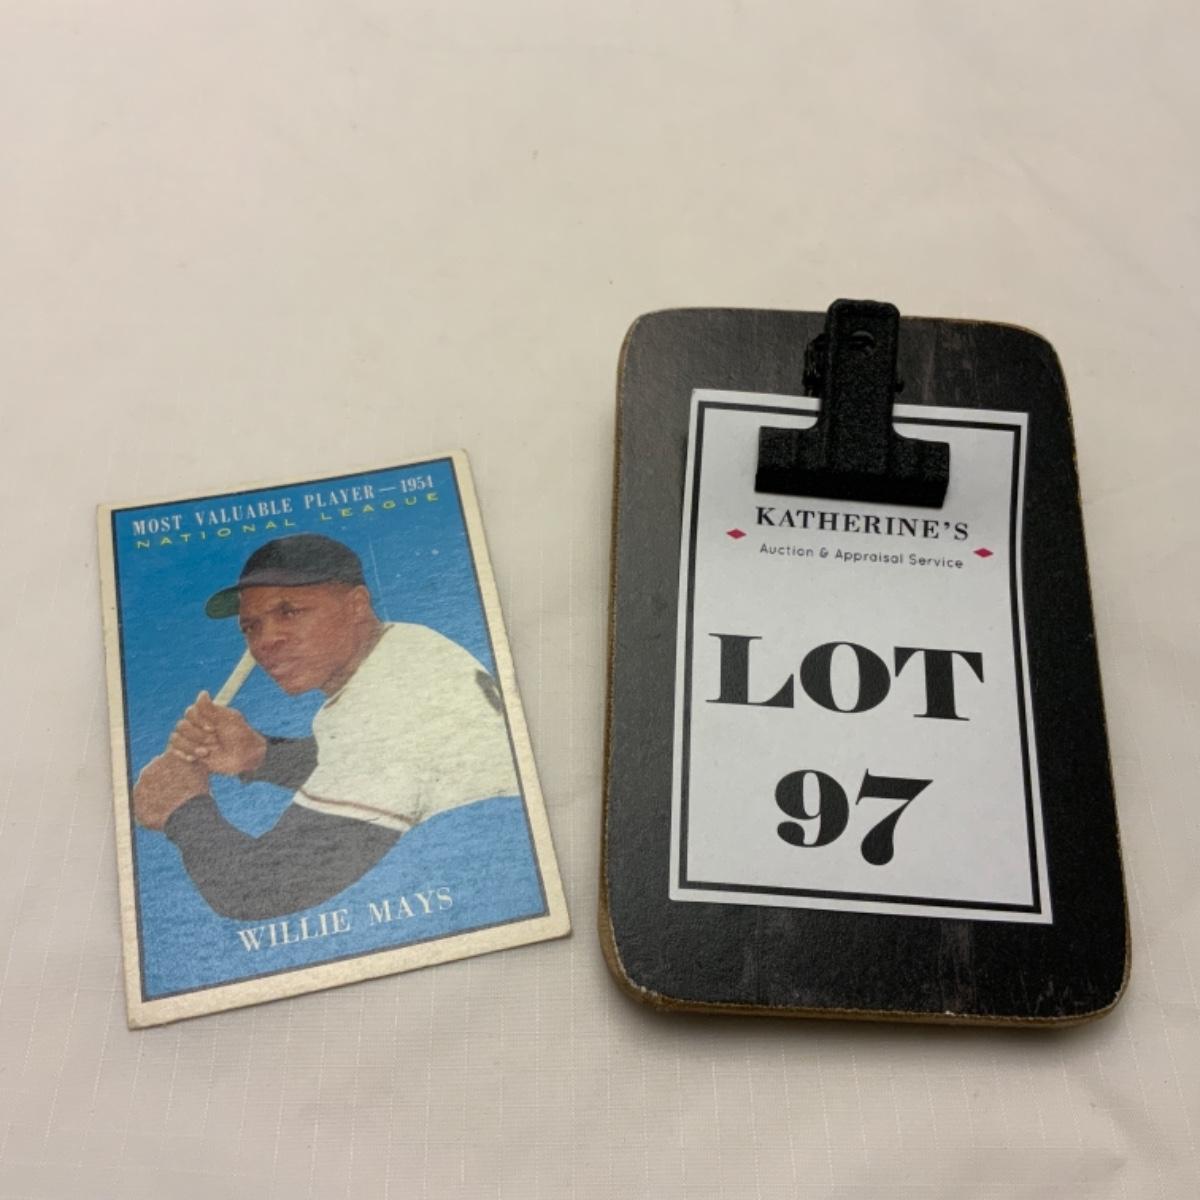 MOST VALUABLE PLAYER—1954
NATIONAL LEAGUE
WILLIE MAYS
KATHERINE'S
Auction & Appraisal Service
LOT
97